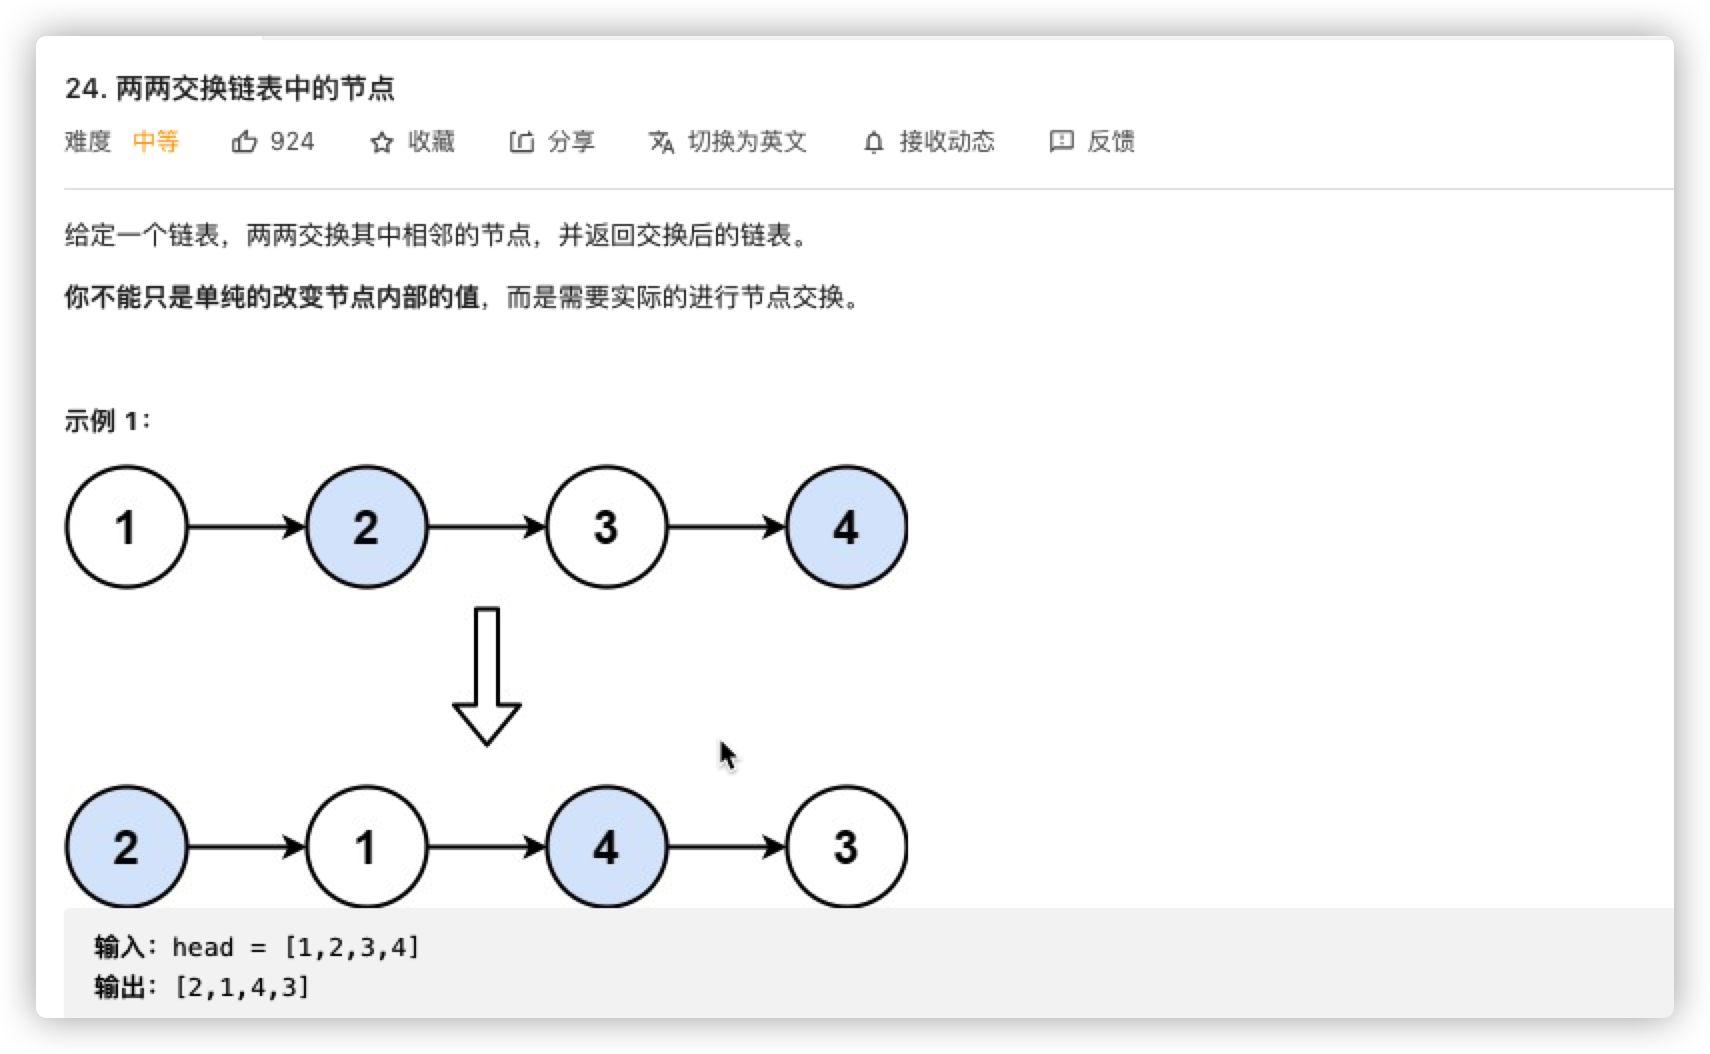 24. 两两交换链表中的节点
难度 中等 924 收藏 分享 切换为英文 接收动态 反馈
给定一个链表，两两交换其中相邻的节点，并返回交换后的链表。
你不能只是单纯的改变节点内部的值，而是需要实际的进行节点交换。
示例 1：
1 2 3 4
2 1 4 3
输入：head = [1,2,3,4]
输出：[2,1,4,3]